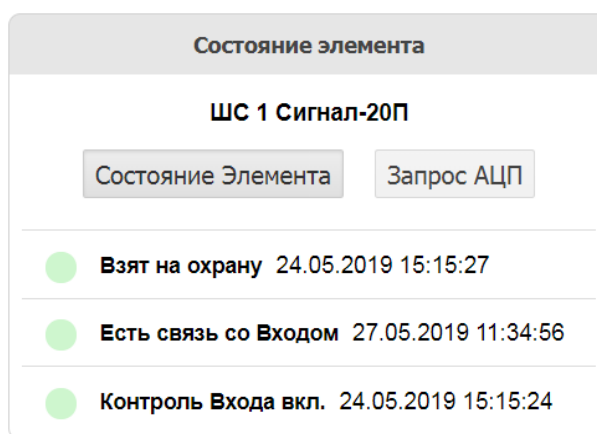 Состояние элемента
ШС 1 Сигнал-20П
Состояние Элемента Запрос АЦП
Взят на охрану 24.05.2019 15:15:27
Есть связь со Входом 27.05.2019 11:34:56
Контроль Входа вкл. 24.05.2019 15:15:24